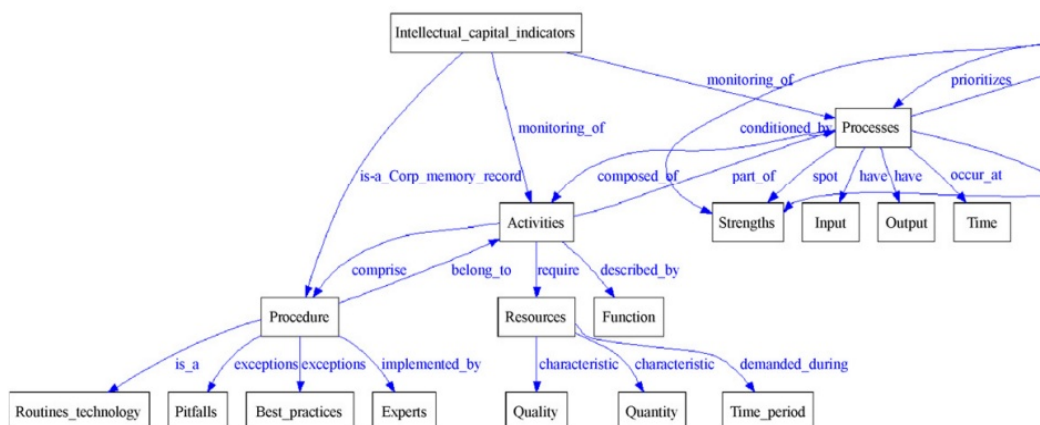 Intellectual_capital_indicators
monitoring_of
prioritizes
monitoring_of
conditioned_by
Processes
is-a_Corp_memory_record
composed_of
part_of
spot
have
have
occur_at
Activities
Strengths
Input
Output
Time
comprise
belong_to
require
described_by
Procedure
Resources
Function
is_a
exceptions
exceptions
implemented_by
characteristic
characteristic
demanded_during
Routines_technology
Pitfalls
Best_practices
Experts
Quality
Quantity
Time_period